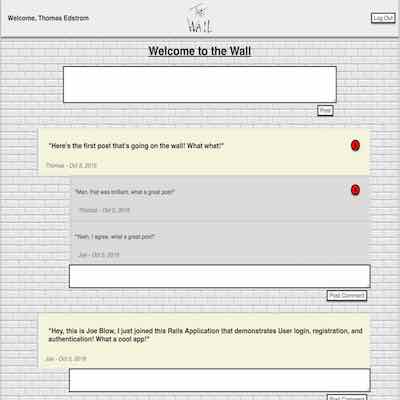 Welcome, Thomas Edstrom
THE
WALL
Log Out
Welcome to the Wall
Post
"Here's the first post that's going on the wall! What what!"
Thomas - Oct 5, 2016
"Man, that was brilliant, what a great post!"
Thomas - Oct 5, 2016
"Yeah, I agree, what a great post!"
Joe - Oct 5, 2016
Post Comment
"Hey, this is Joe Blow, I just joined this Rails Application that demonstrates User login, registration, and
authentication! What a cool app!"
Joe - Oct 5, 2016
Post Comment